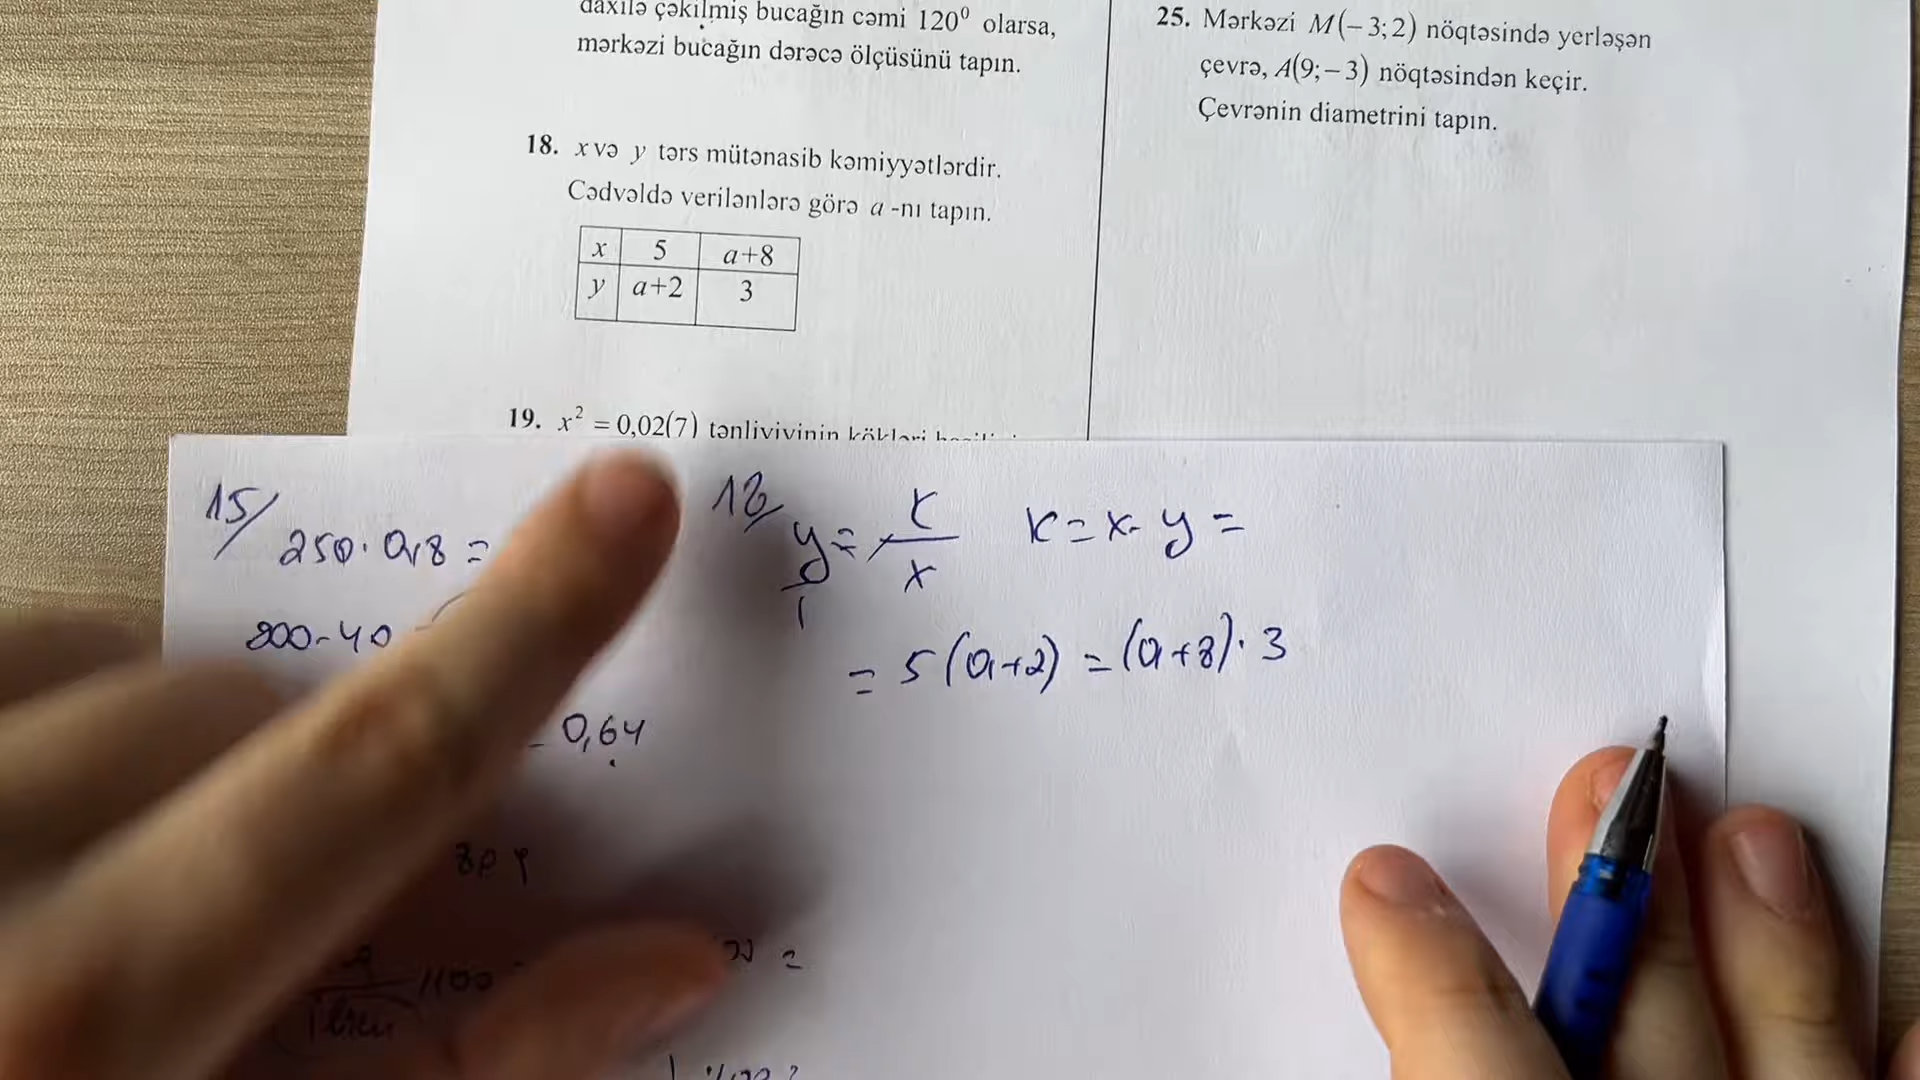 daxilə çəkilmiş bucağın cəmi 120⁰ olarsa,
mərkəzi bucağın dərəcə ölçüsünü tapın.
18. x və y tərs mütənasib kəmiyyətlərdir.
Cədvəldə verilənlərə görə a -nı tapın.
x 5 a+8
y a+2 3
19. x² = 0,02(7)
25. Mərkəzi M(−3;2) nöqtəsində yerləşən
çevrə, A(9;−3) nöqtəsindən keçir.
Çevrənin diametrini tapın.
15/
250 · 0,8 =
200-40
0,64
18/
y/1 = k/x k = x · y =
= 5(a+2) = (a+8) · 3